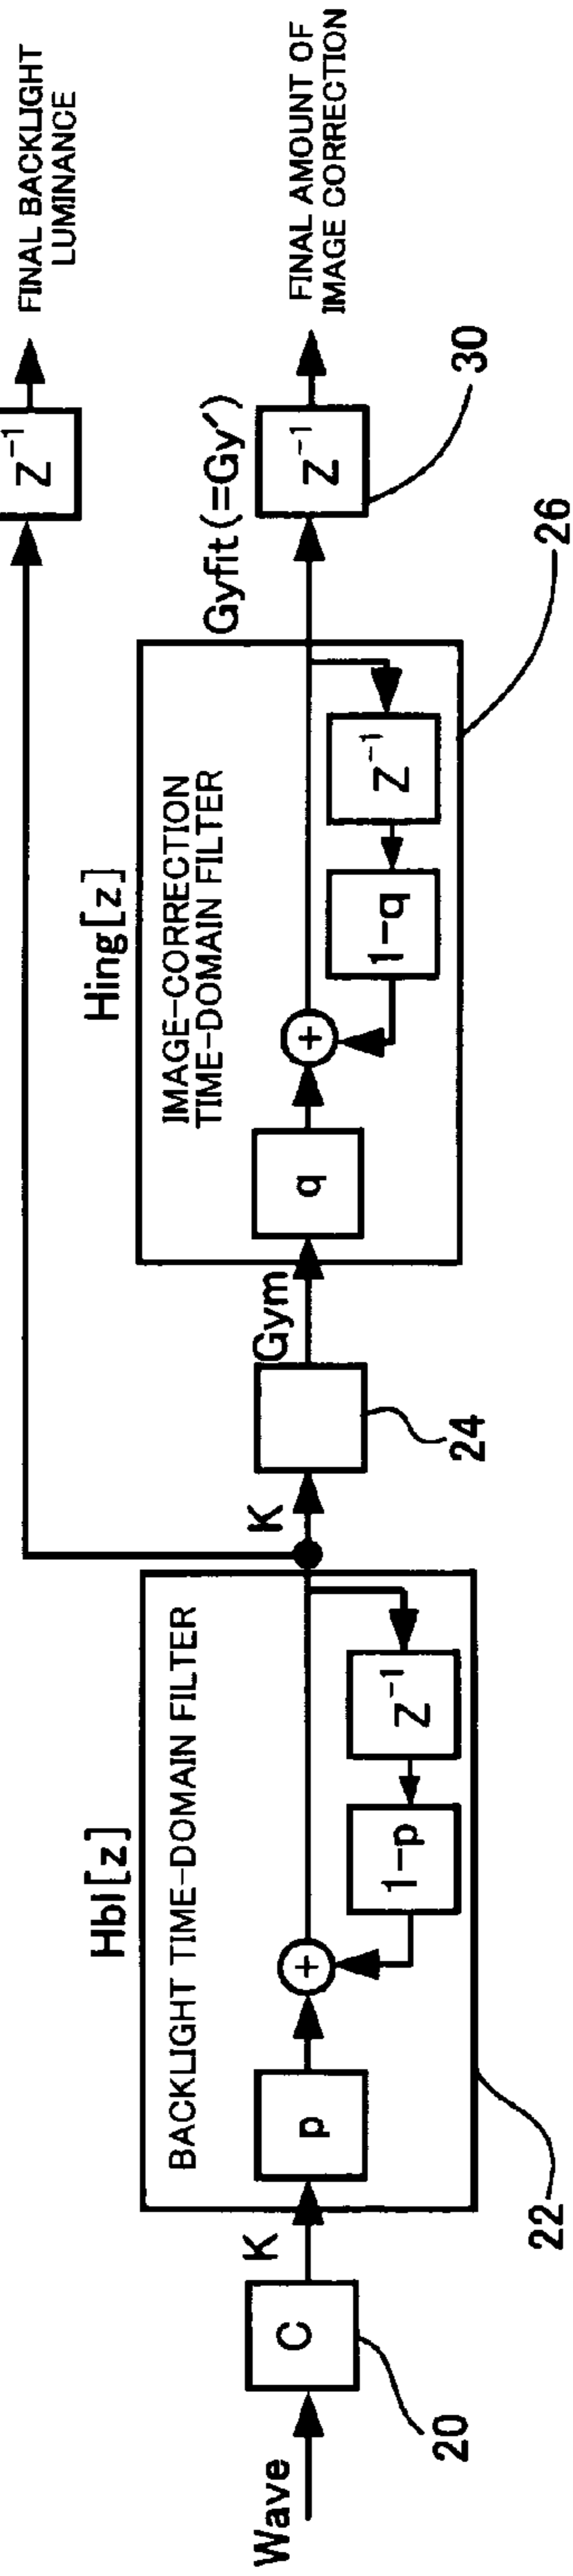 Wave
C
20
K
Hbl[z]
BACKLIGHT TIME-DOMAIN FILTER
p
+
1-p
Z⁻¹
22
K
24
Gym
Hing[z]
IMAGE-CORRECTION
TIME-DOMAIN FILTER
q
+
1-q
Z⁻¹
26
Gyfit(=Gy′)
Z⁻¹
30
FINAL AMOUNT OF
IMAGE CORRECTION
Z⁻¹
FINAL BACKLIGHT
LUMINANCE